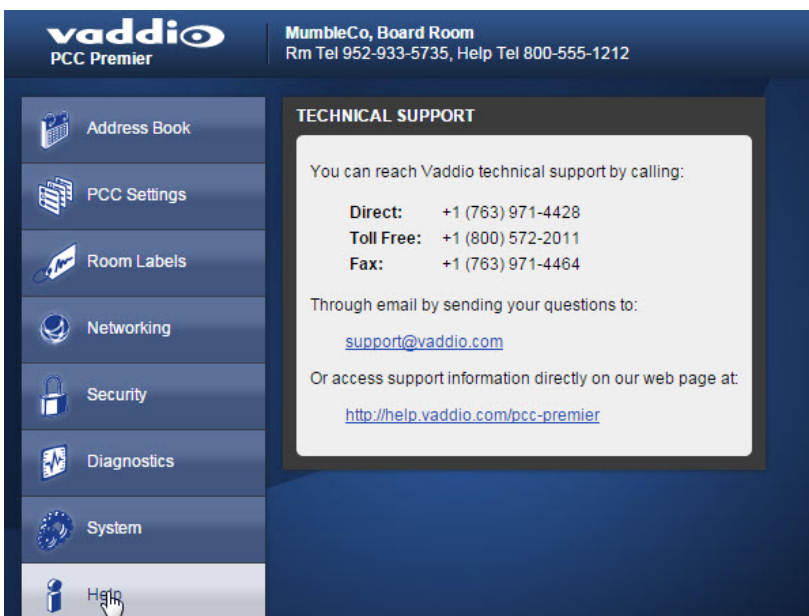 vaddio
PCC Premier
MumbleCo, Board Room
Rm Tel 952-933-5735, Help Tel 800-555-1212
Address Book
PCC Settings
Room Labels
Networking
Security
Diagnostics
System
Help
TECHNICAL SUPPORT
You can reach Vaddio technical support by calling:
Direct: +1 (763) 971-4428
Toll Free: +1 (800) 572-2011
Fax: +1 (763) 971-4464
Through email by sending your questions to:
support@vaddio.com
Or access support information directly on our web page at:
http://help.vaddio.com/pcc-premier